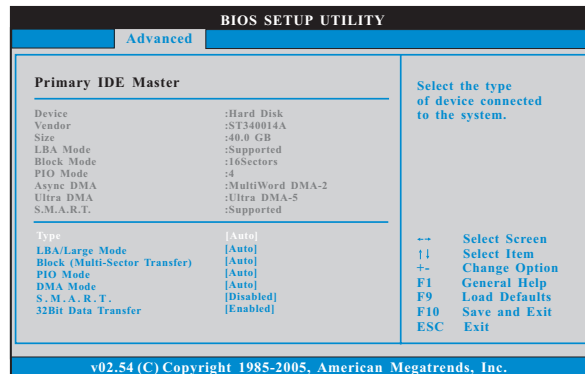 BIOS SETUP UTILITY
Advanced
Primary IDE Master
Device :Hard Disk
Vendor :ST340014A
Size :40.0 GB
LBA Mode :Supported
Block Mode :16Sectors
PIO Mode :4
Async DMA :MultiWord DMA-2
Ultra DMA :Ultra DMA-5
S.M.A.R.T. :Supported
Type [Auto]
LBA/Large Mode [Auto]
Block (Multi-Sector Transfer) [Auto]
PIO Mode [Auto]
DMA Mode [Auto]
S.M.A.R.T. [Disabled]
32Bit Data Transfer [Enabled]
Select the type
of device connected
to the system.
←→ Select Screen
↑↓ Select Item
+- Change Option
F1 General Help
F9 Load Defaults
F10 Save and Exit
ESC Exit
v02.54 (C) Copyright 1985-2005, American Megatrends, Inc.